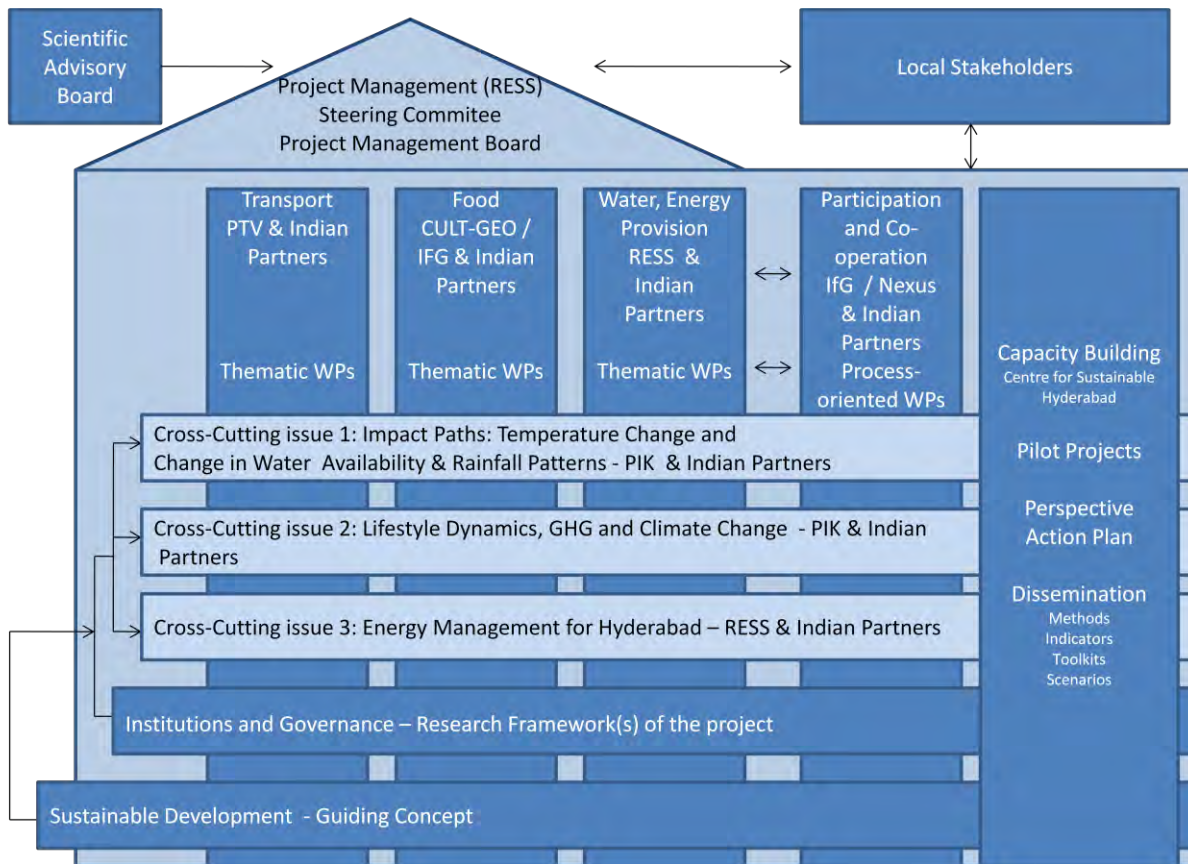 Scientific
Advisory
Board
Project Management (RESS)
Steering Commitee
Project Management Board
Local Stakeholders
Transport
PTV & Indian
Partners
Thematic WPs
Food
CULT-GEO /
IFG & Indian
Partners
Thematic WPs
Water, Energy
Provision
RESS & 
Indian
Partners
Thematic WPs
Participation
and Co-
operation
IfG / Nexus
& Indian
Partners
Process-
oriented WPs
Capacity Building
Centre for Sustainable
Hyderabad
Pilot Projects
Perspective
Action Plan
Dissemination
Methods
Indicators
Toolkits
Scenarios
Cross-Cutting issue 1: Impact Paths: Temperature Change and
Change in Water Availability & Rainfall Patterns - PIK & Indian Partners
Cross-Cutting issue 2: Lifestyle Dynamics, GHG and Climate Change - PIK & Indian
Partners
Cross-Cutting issue 3: Energy Management for Hyderabad – RESS & Indian Partners
Institutions and Governance – Research Framework(s) of the project
Sustainable Development - Guiding Concept